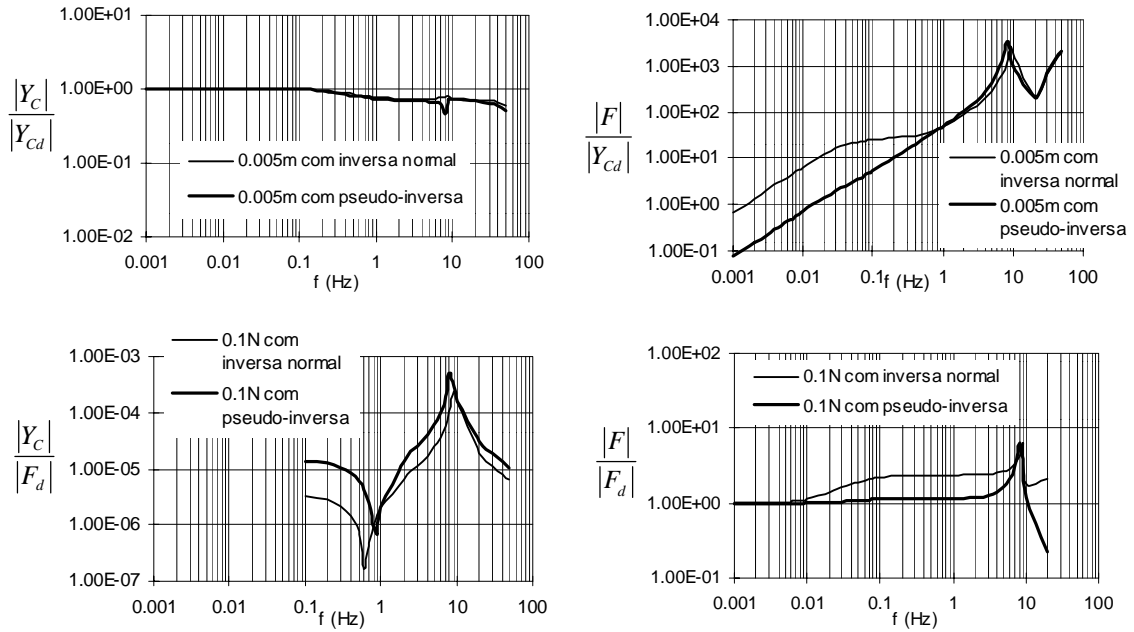 1.00E+01
1.00E+00
1.00E-01
1.00E-02
|Y_C|
|Y_Cd|
0.005m com inversa normal
0.005m com pseudo-inversa
0.001 0.01 0.1 1 10 100
f (Hz)
1.00E+04
1.00E+03
1.00E+02
1.00E+01
1.00E+00
1.00E-01
|F|
|Y_Cd|
0.005m com
inversa normal
0.005m com
pseudo-inversa
0.001 0.01 0.1 1 10 100
f (Hz)
0.1N com
inversa normal
0.1N com
pseudo-inversa
1.00E-03
1.00E-04
1.00E-05
1.00E-06
1.00E-07
|Y_C|
|F_d|
0.001 0.01 0.1 1 10 100
f (Hz)
1.00E+02
1.00E+01
1.00E+00
1.00E-01
|F|
|F_d|
0.1N com inversa normal
0.1N com pseudo-inversa
0.001 0.01 0.1 1 10 100
f (Hz)